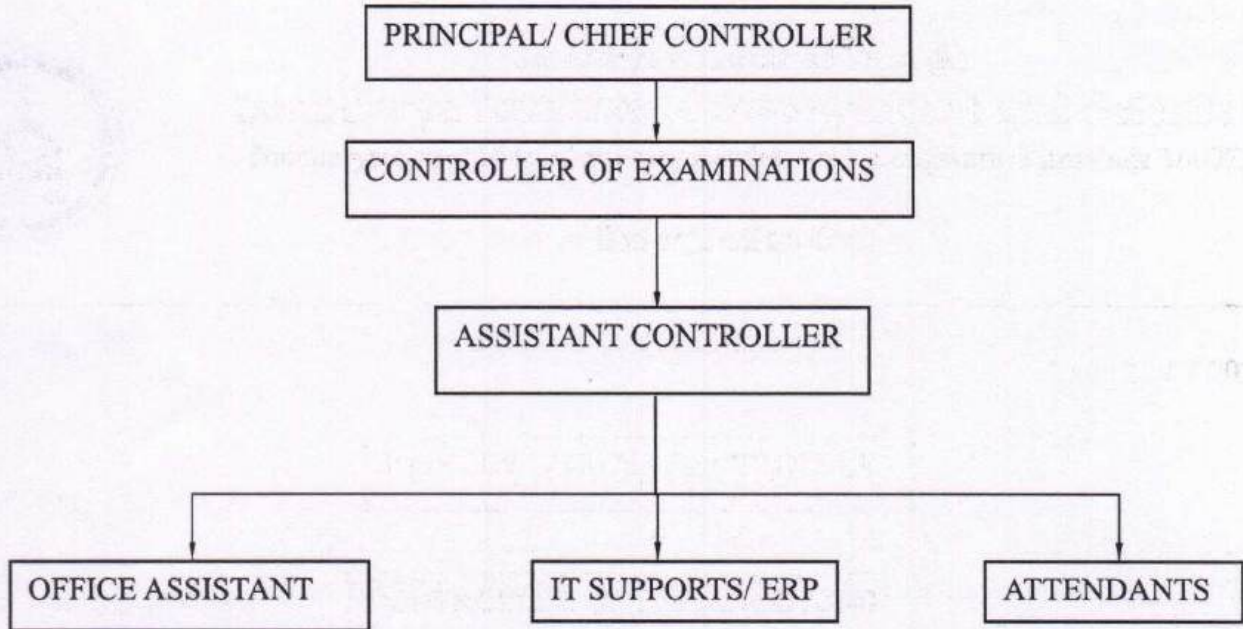 PRINCIPAL/ CHIEF CONTROLLER
CONTROLLER OF EXAMINATIONS
ASSISTANT CONTROLLER
OFFICE ASSISTANT
IT SUPPORTS/ ERP
ATTENDANTS